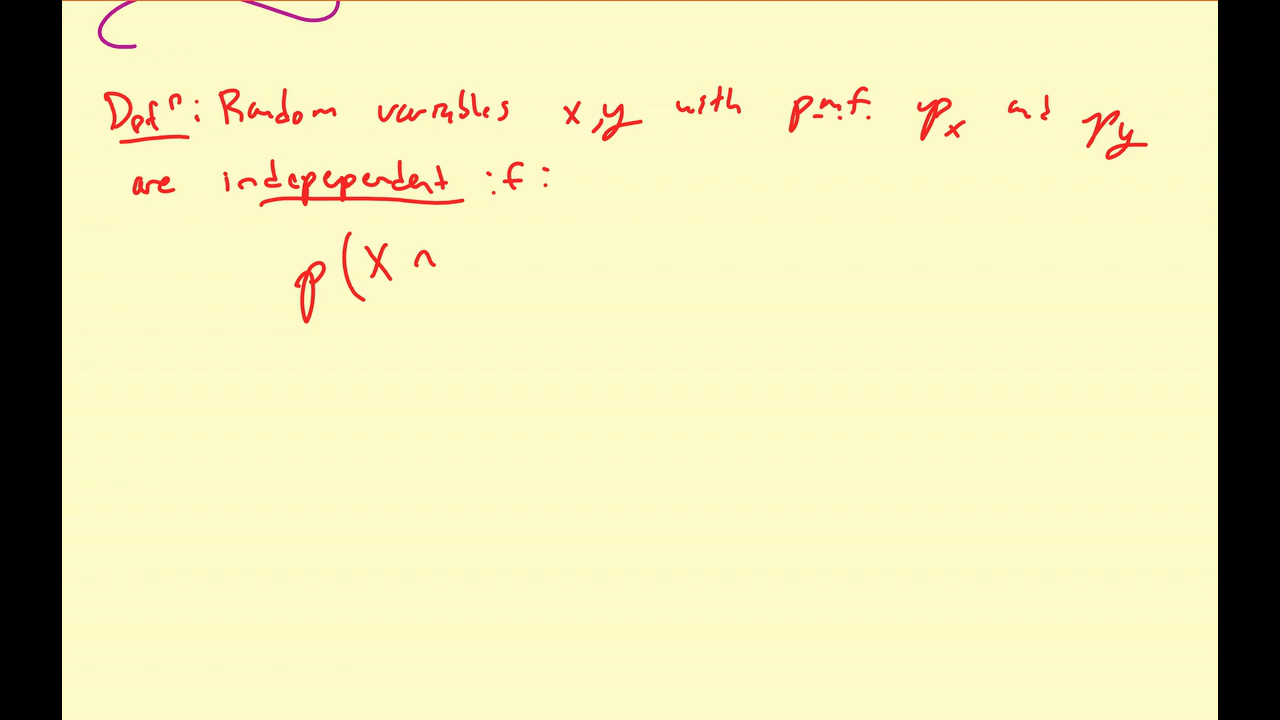 Defⁿ: Random variables x,y with p.m.f. p_x and p_y
are indepependent if:
p(X ∩